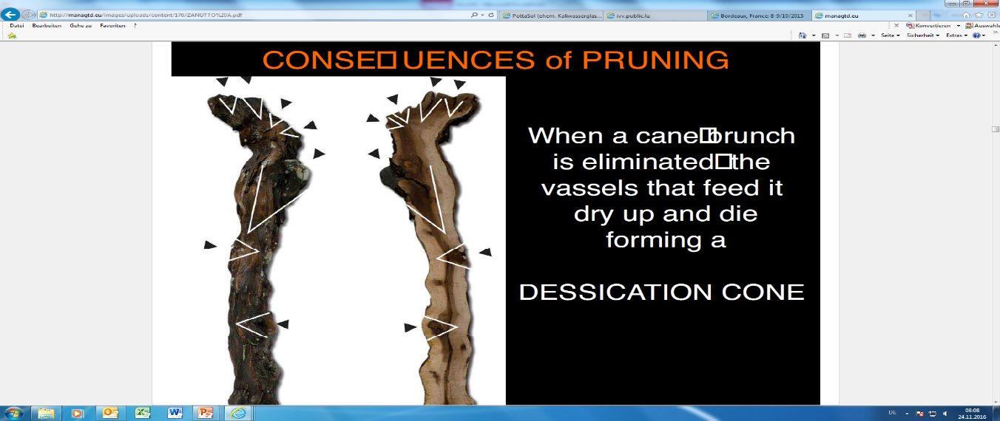 http://managtd.eu/images/uploads/content/176/ZANUTTO%20A.pdf
PottaSol (ehem. Kaliwasserglas...
ivv.public.lu
Bordeaux, France: 8-9/10/2015
managtd.eu
Datei Bearbeiten Gehe zu Favoriten ?
Konvertieren Auswahl
Seite Sicherheit Extras
CONSE□UENCES of PRUNING
When a cane□brunch
is eliminated□the
vassels that feed it
dry up and die
forming a
DESSICATION CONE
DE
08:08
24.11.2016